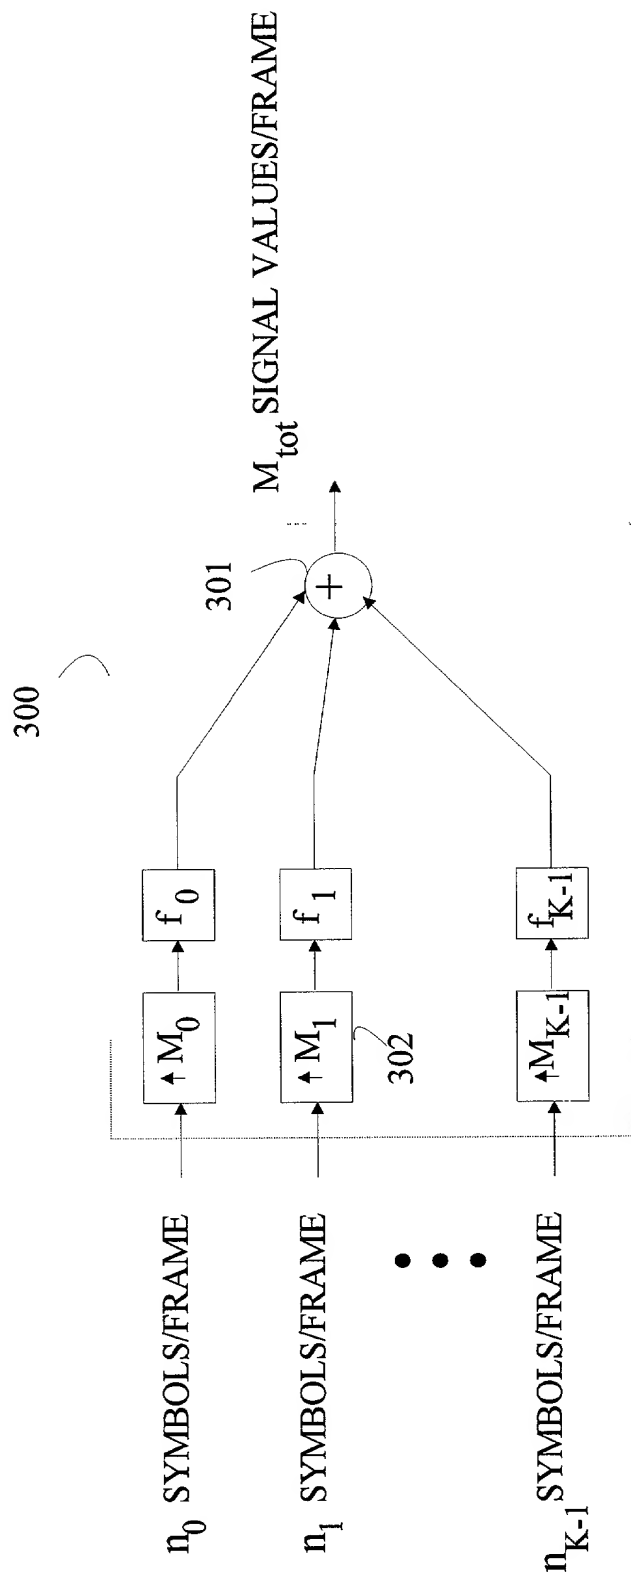 300
M_tot SIGNAL VALUES/FRAME
301
+
n_0 SYMBOLS/FRAME
↑M_0
f_0
n_1 SYMBOLS/FRAME
↑M_1
f_1
302
n_K-1 SYMBOLS/FRAME
↑M_K-1
f_K-1